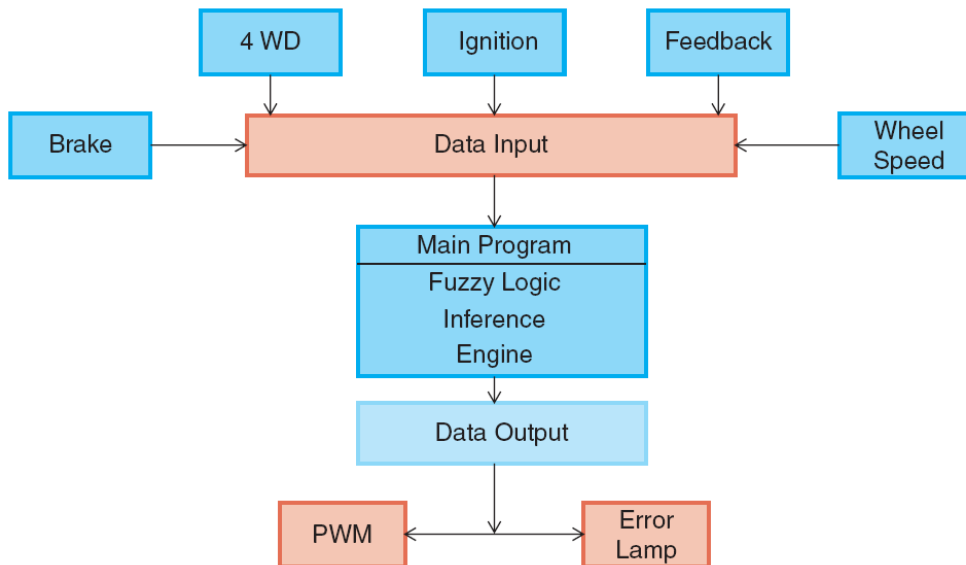 4 WD
Ignition
Feedback
Brake
Data Input
Wheel
Speed
Main Program
Fuzzy Logic
Inference
Engine
Data Output
PWM
Error
Lamp